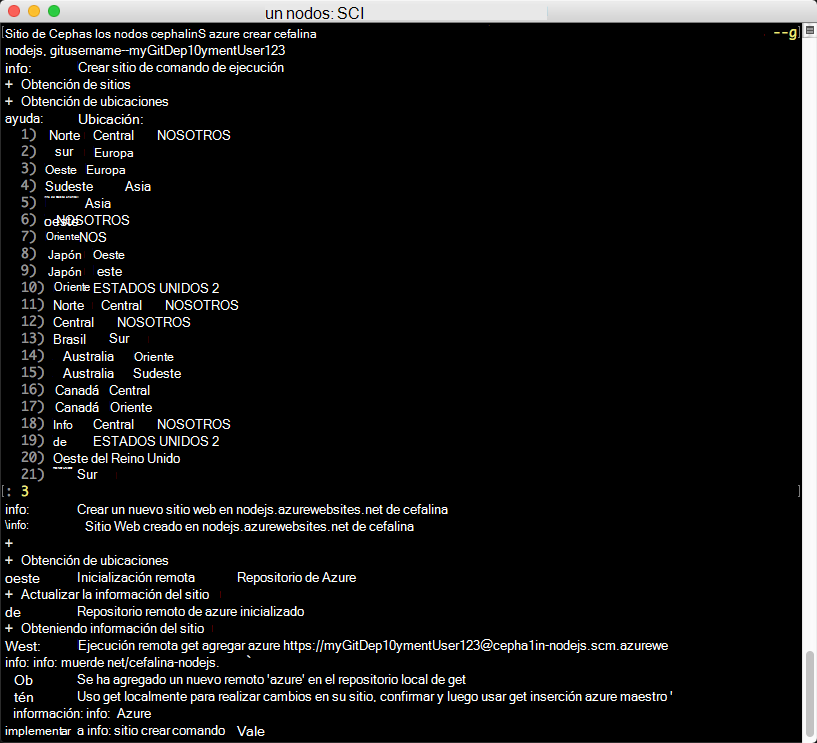 un nodos: SCI
Sitio de Cephas los nodos cephalinS azure crear cefalina --g
nodejs, gitusername--myGitDep10ymentUser123
info: Crear sitio de comando de ejecución
+ Obtención de sitios
+ Obtención de ubicaciones
ayuda: Ubicación:
1) Norte Central NOSOTROS
2) sur Europa
3) Oeste Europa
4) Sudeste Asia
5) Asia
6) oeste NOSOTROS
7) Oriente NOS
8) Japón Oeste
9) Japón este
10) Oriente ESTADOS UNIDOS 2
11) Norte Central NOSOTROS
12) Central NOSOTROS
13) Brasil Sur
14) Australia Oriente
15) Australia Sudeste
16) Canadá Central
17) Canadá Oriente
18) Info Central NOSOTROS
19) de ESTADOS UNIDOS 2
20) Oeste del Reino Unido
21) Sur
: 3
info: Crear un nuevo sitio web en nodejs.azurewebsites.net de cefalina
\info: Sitio Web creado en nodejs.azurewebsites.net de cefalina
+
+ Obtención de ubicaciones
oeste Inicialización remota Repositorio de Azure
+ Actualizar la información del sitio
de Repositorio remoto de azure inicializado
+ Obteniendo información del sitio
West: Ejecución remota get agregar azure https://myGitDep10ymentUser123@cepha1in-nodejs.scm.azurewe
info: info: muerde net/cefalina-nodejs. `
Ob Se ha agregado un nuevo remoto 'azure' en el repositorio local de get
tén Uso get localmente para realizar cambios en su sitio, confirmar y luego usar get inserción azure maestro '
información: info: Azure
implementar a info: sitio crear comando Vale